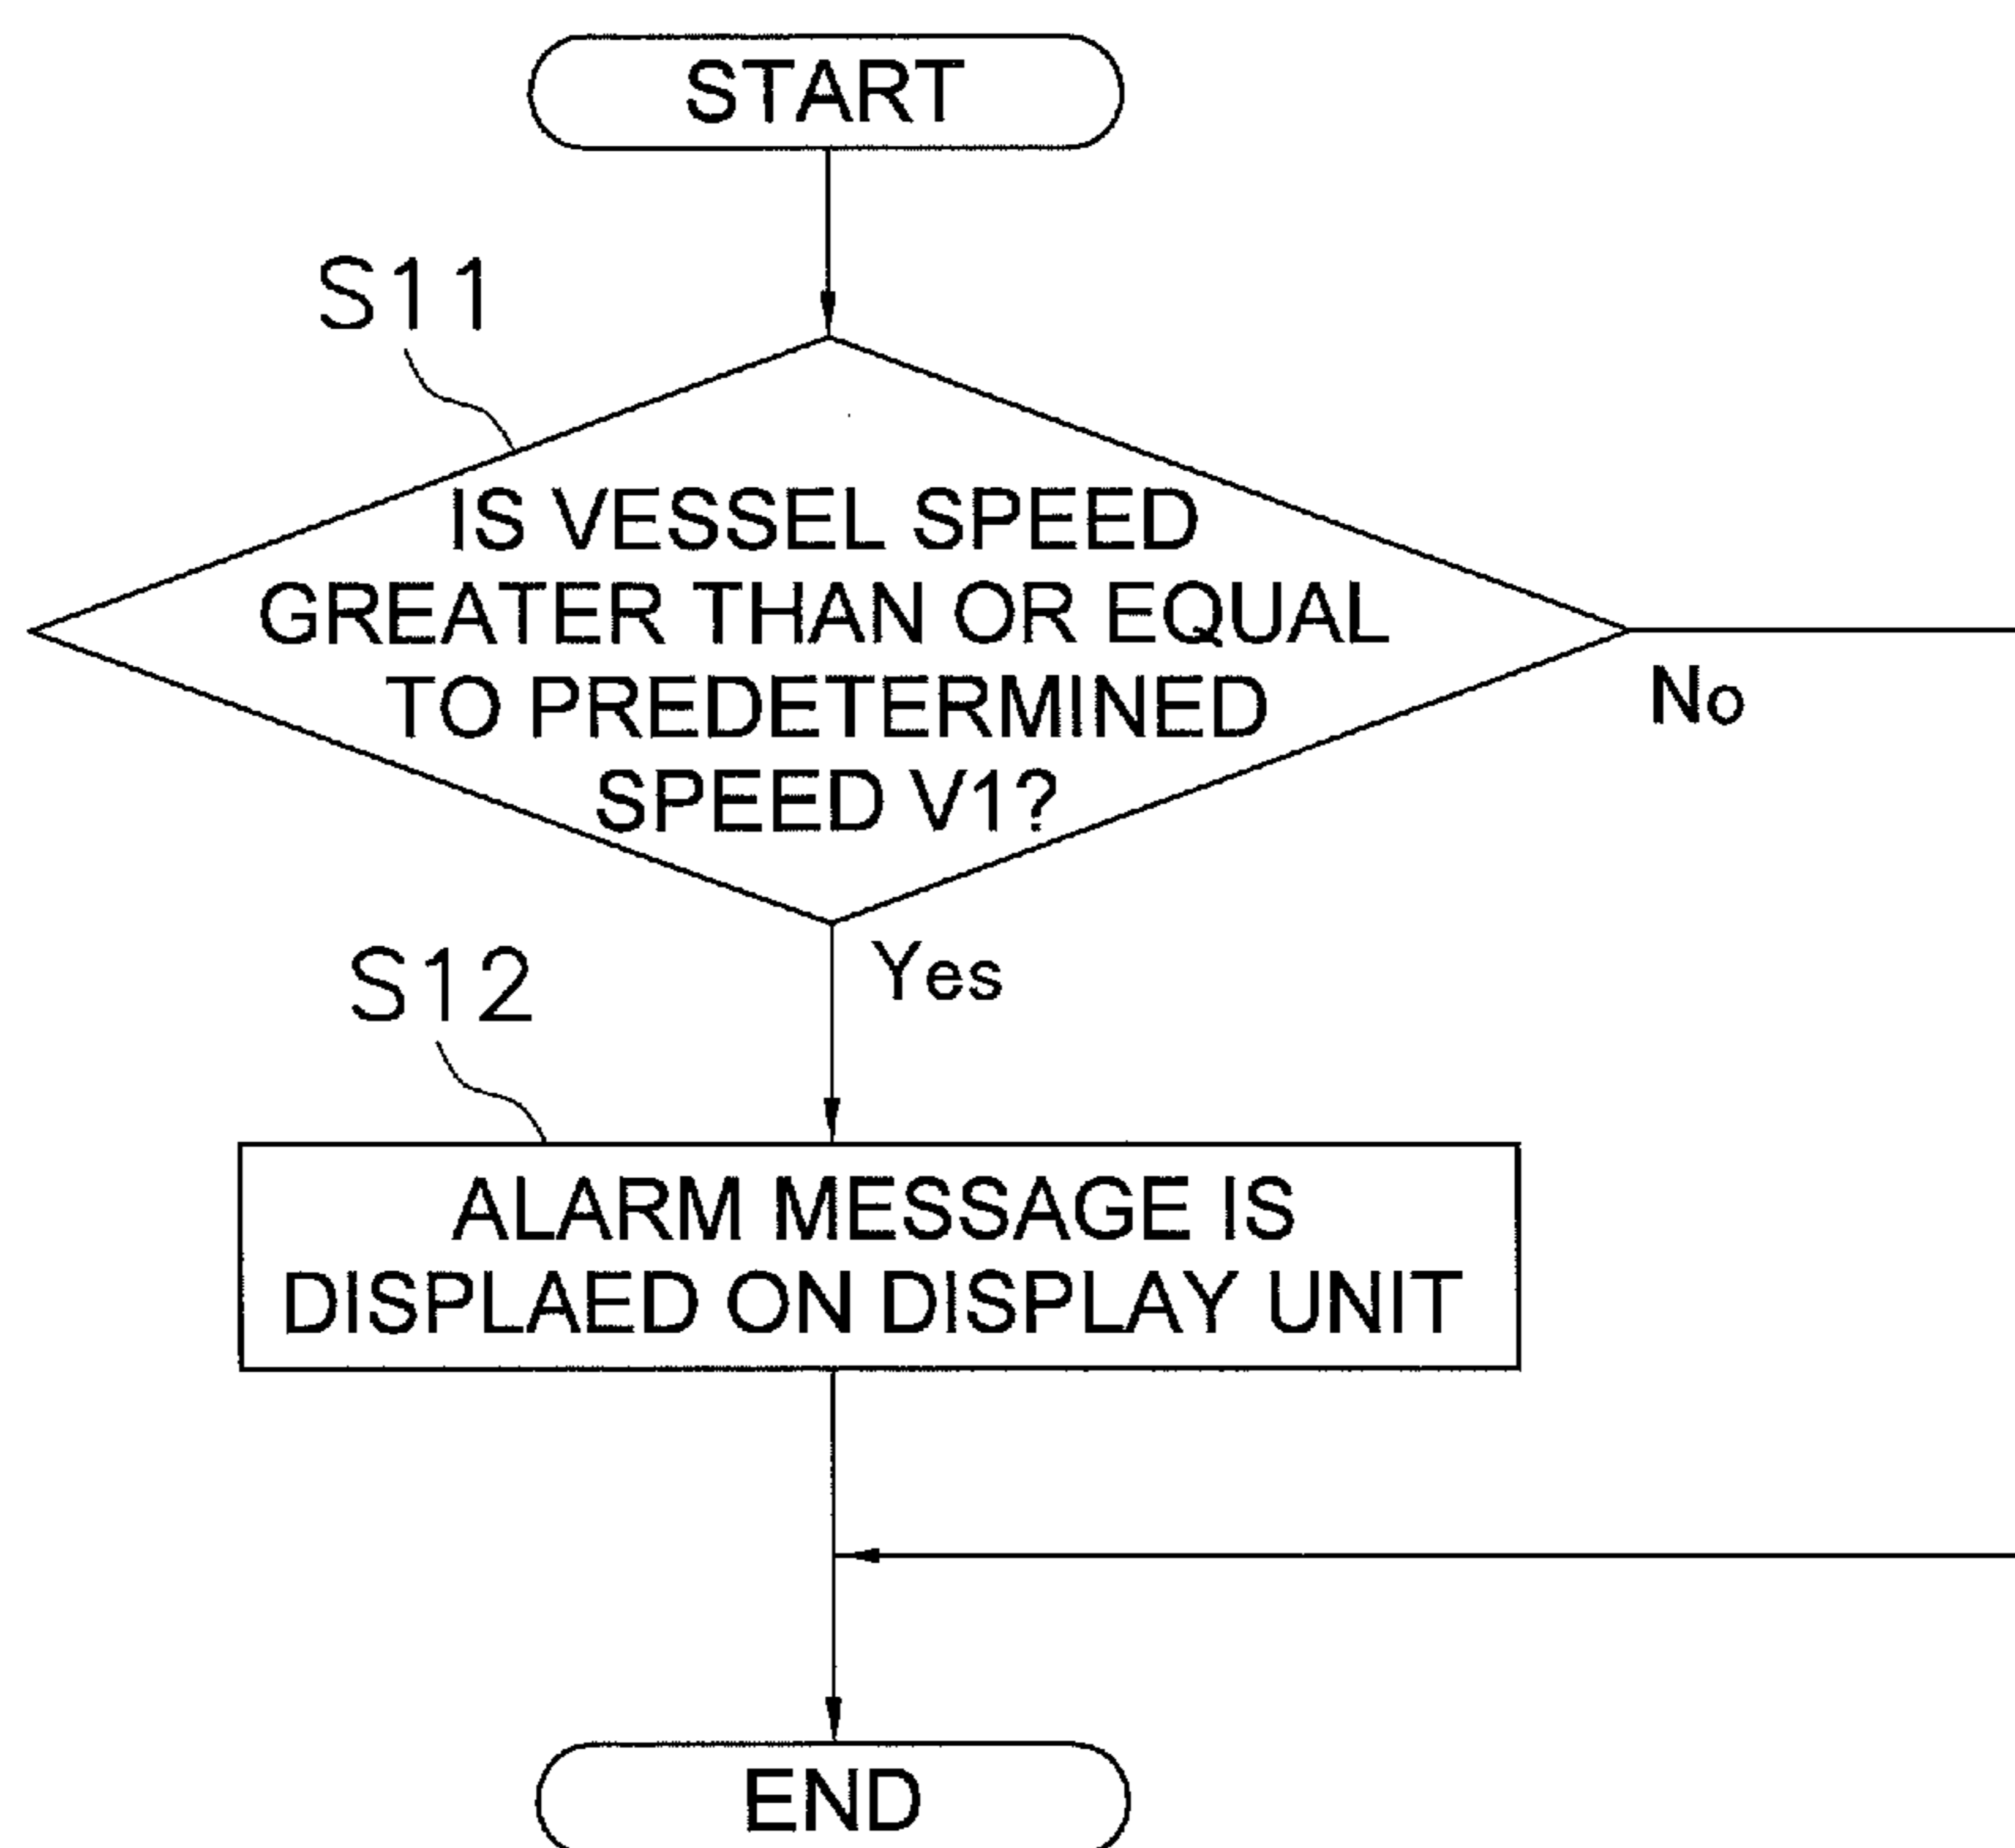 START
S11
IS VESSEL SPEED
GREATER THAN OR EQUAL
TO PREDETERMINED
SPEED V1?
No
Yes
S12
ALARM MESSAGE IS
DISPLAED ON DISPLAY UNIT
END